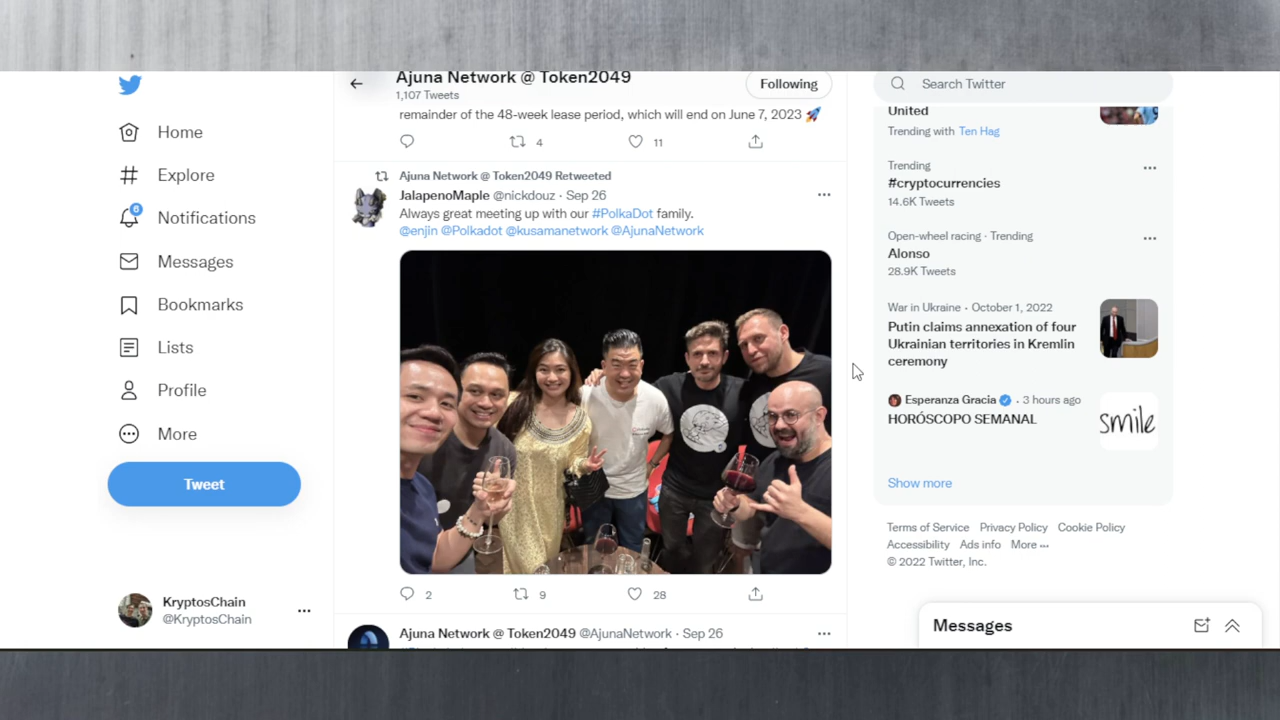 Home
Explore
6
Notifications
Messages
Bookmarks
Lists
Profile
More
Tweet
KryptosChain
@KryptosChain
Ajuna Network @ Token2049
1,107 Tweets
Following
remainder of the 48-week lease period, which will end on June 7, 2023 🚀
4
11
Ajuna Network @ Token2049 Retweeted
JalapenoMaple @nickdouz · Sep 26
Always great meeting up with our #PolkaDot family.
@enjin @Polkadot @kusamanetwork @AjunaNetwork
2
9
28
Ajuna Network @ Token2049 @AjunaNetwork · Sep 26
Search Twitter
United
Trending with Ten Hag
Trending
#cryptocurrencies
14.6K Tweets
Open-wheel racing · Trending
Alonso
28.9K Tweets
War in Ukraine · October 1, 2022
Putin claims annexation of four
Ukrainian territories in Kremlin
ceremony
Esperanza Gracia · 3 hours ago
HORÓSCOPO SEMANAL
smile
Show more
Terms of Service Privacy Policy Cookie Policy
Accessibility Ads info More ···
© 2022 Twitter, Inc.
Messages